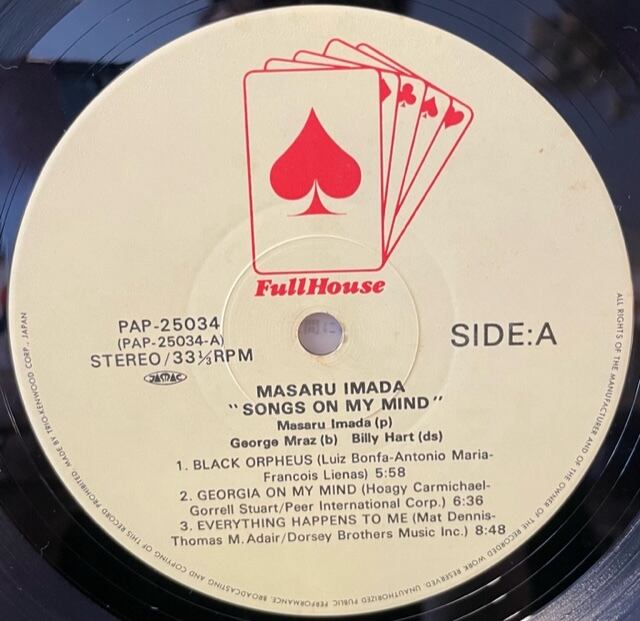 FullHouse
PAP-25034
(PAP-25034-A)
STEREO/33⅓RPM
JASRAC
SIDE:A
MASARU IMADA
"SONGS ON MY MIND"
Masaru Imada (p)
George Mraz (b) Billy Hart (ds)
1. BLACK ORPHEUS (Luiz Bonfa-Antonio Maria-
Francois Lienas) 5:58
2. GEORGIA ON MY MIND (Hoagy Carmichael-
Gorrell Stuart/Peer International Corp.) 6:36
3. EVERYTHING HAPPENS TO ME (Mat Dennis-
Thomas M. Adair/Dorsey Brothers Music Inc.) 8:48
ALL RIGHTS OF THE MANUFACTURER AND OF THE OWNER OF THE RECORDED WORK RESERVED. UNAUTHORIZED PUBLIC PERFORMANCE, BROADCASTING AND COPYING OF THIS RECORD PROHIBITED. MADE BY TRIO-KENWOOD CORP., JAPAN